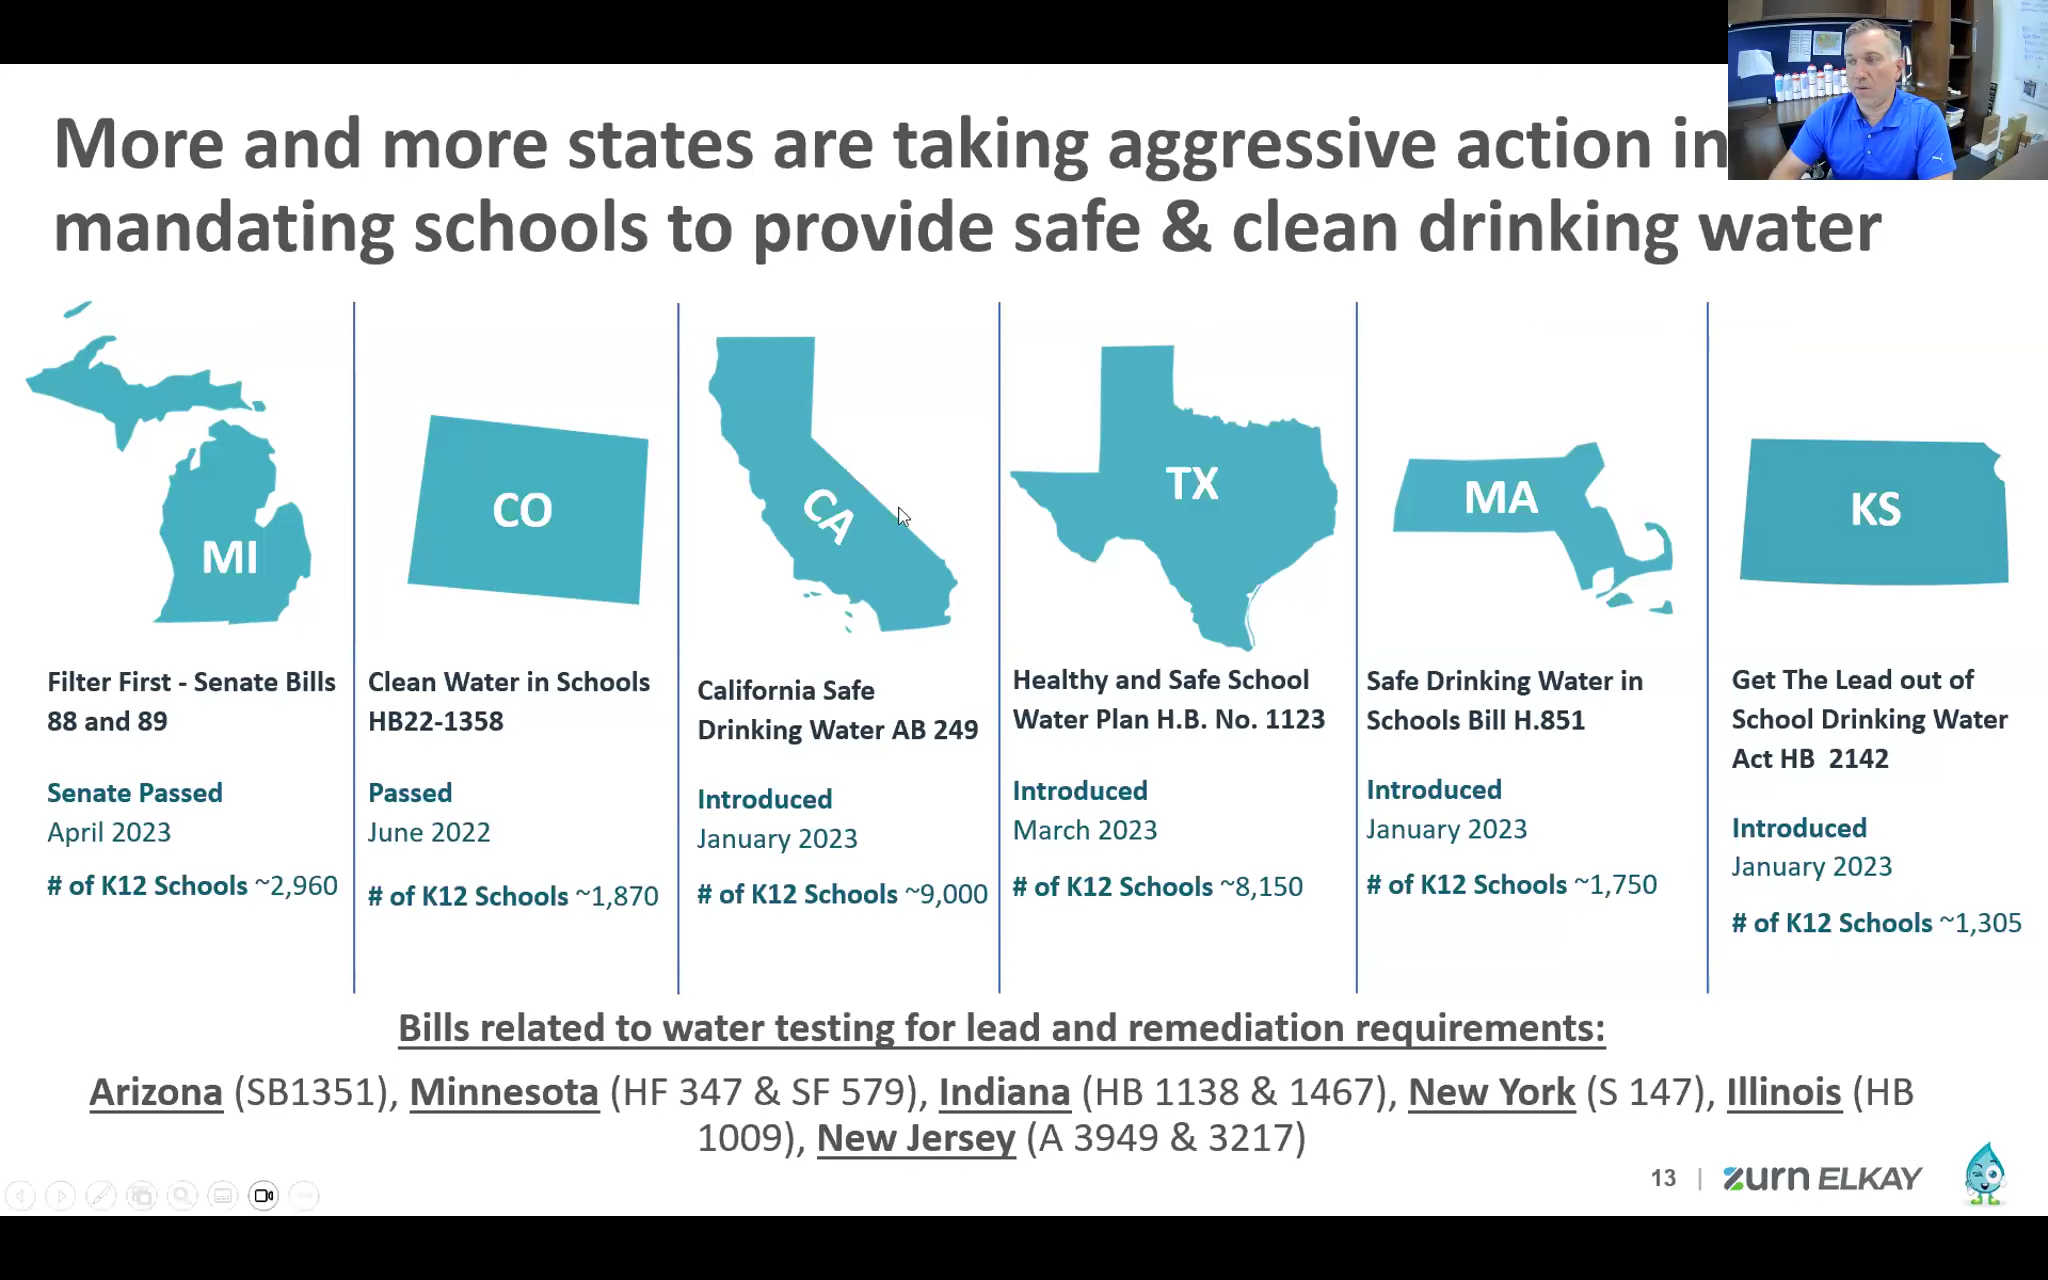 More and more states are taking aggressive action in
mandating schools to provide safe & clean drinking water
MI
Filter First - Senate Bills
88 and 89
Senate Passed
April 2023
# of K12 Schools ~2,960
CO
Clean Water in Schools
HB22-1358
Passed
June 2022
# of K12 Schools ~1,870
CA
California Safe
Drinking Water AB 249
Introduced
January 2023
# of K12 Schools ~9,000
TX
Healthy and Safe School
Water Plan H.B. No. 1123
Introduced
March 2023
# of K12 Schools ~8,150
MA
Safe Drinking Water in
Schools Bill H.851
Introduced
January 2023
# of K12 Schools ~1,750
KS
Get The Lead out of
School Drinking Water
Act HB 2142
Introduced
January 2023
# of K12 Schools ~1,305
Bills related to water testing for lead and remediation requirements:
Arizona (SB1351), Minnesota (HF 347 & SF 579), Indiana (HB 1138 & 1467), New York (S 147), Illinois (HB
1009), New Jersey (A 3949 & 3217)
13 | zurn ELKAY